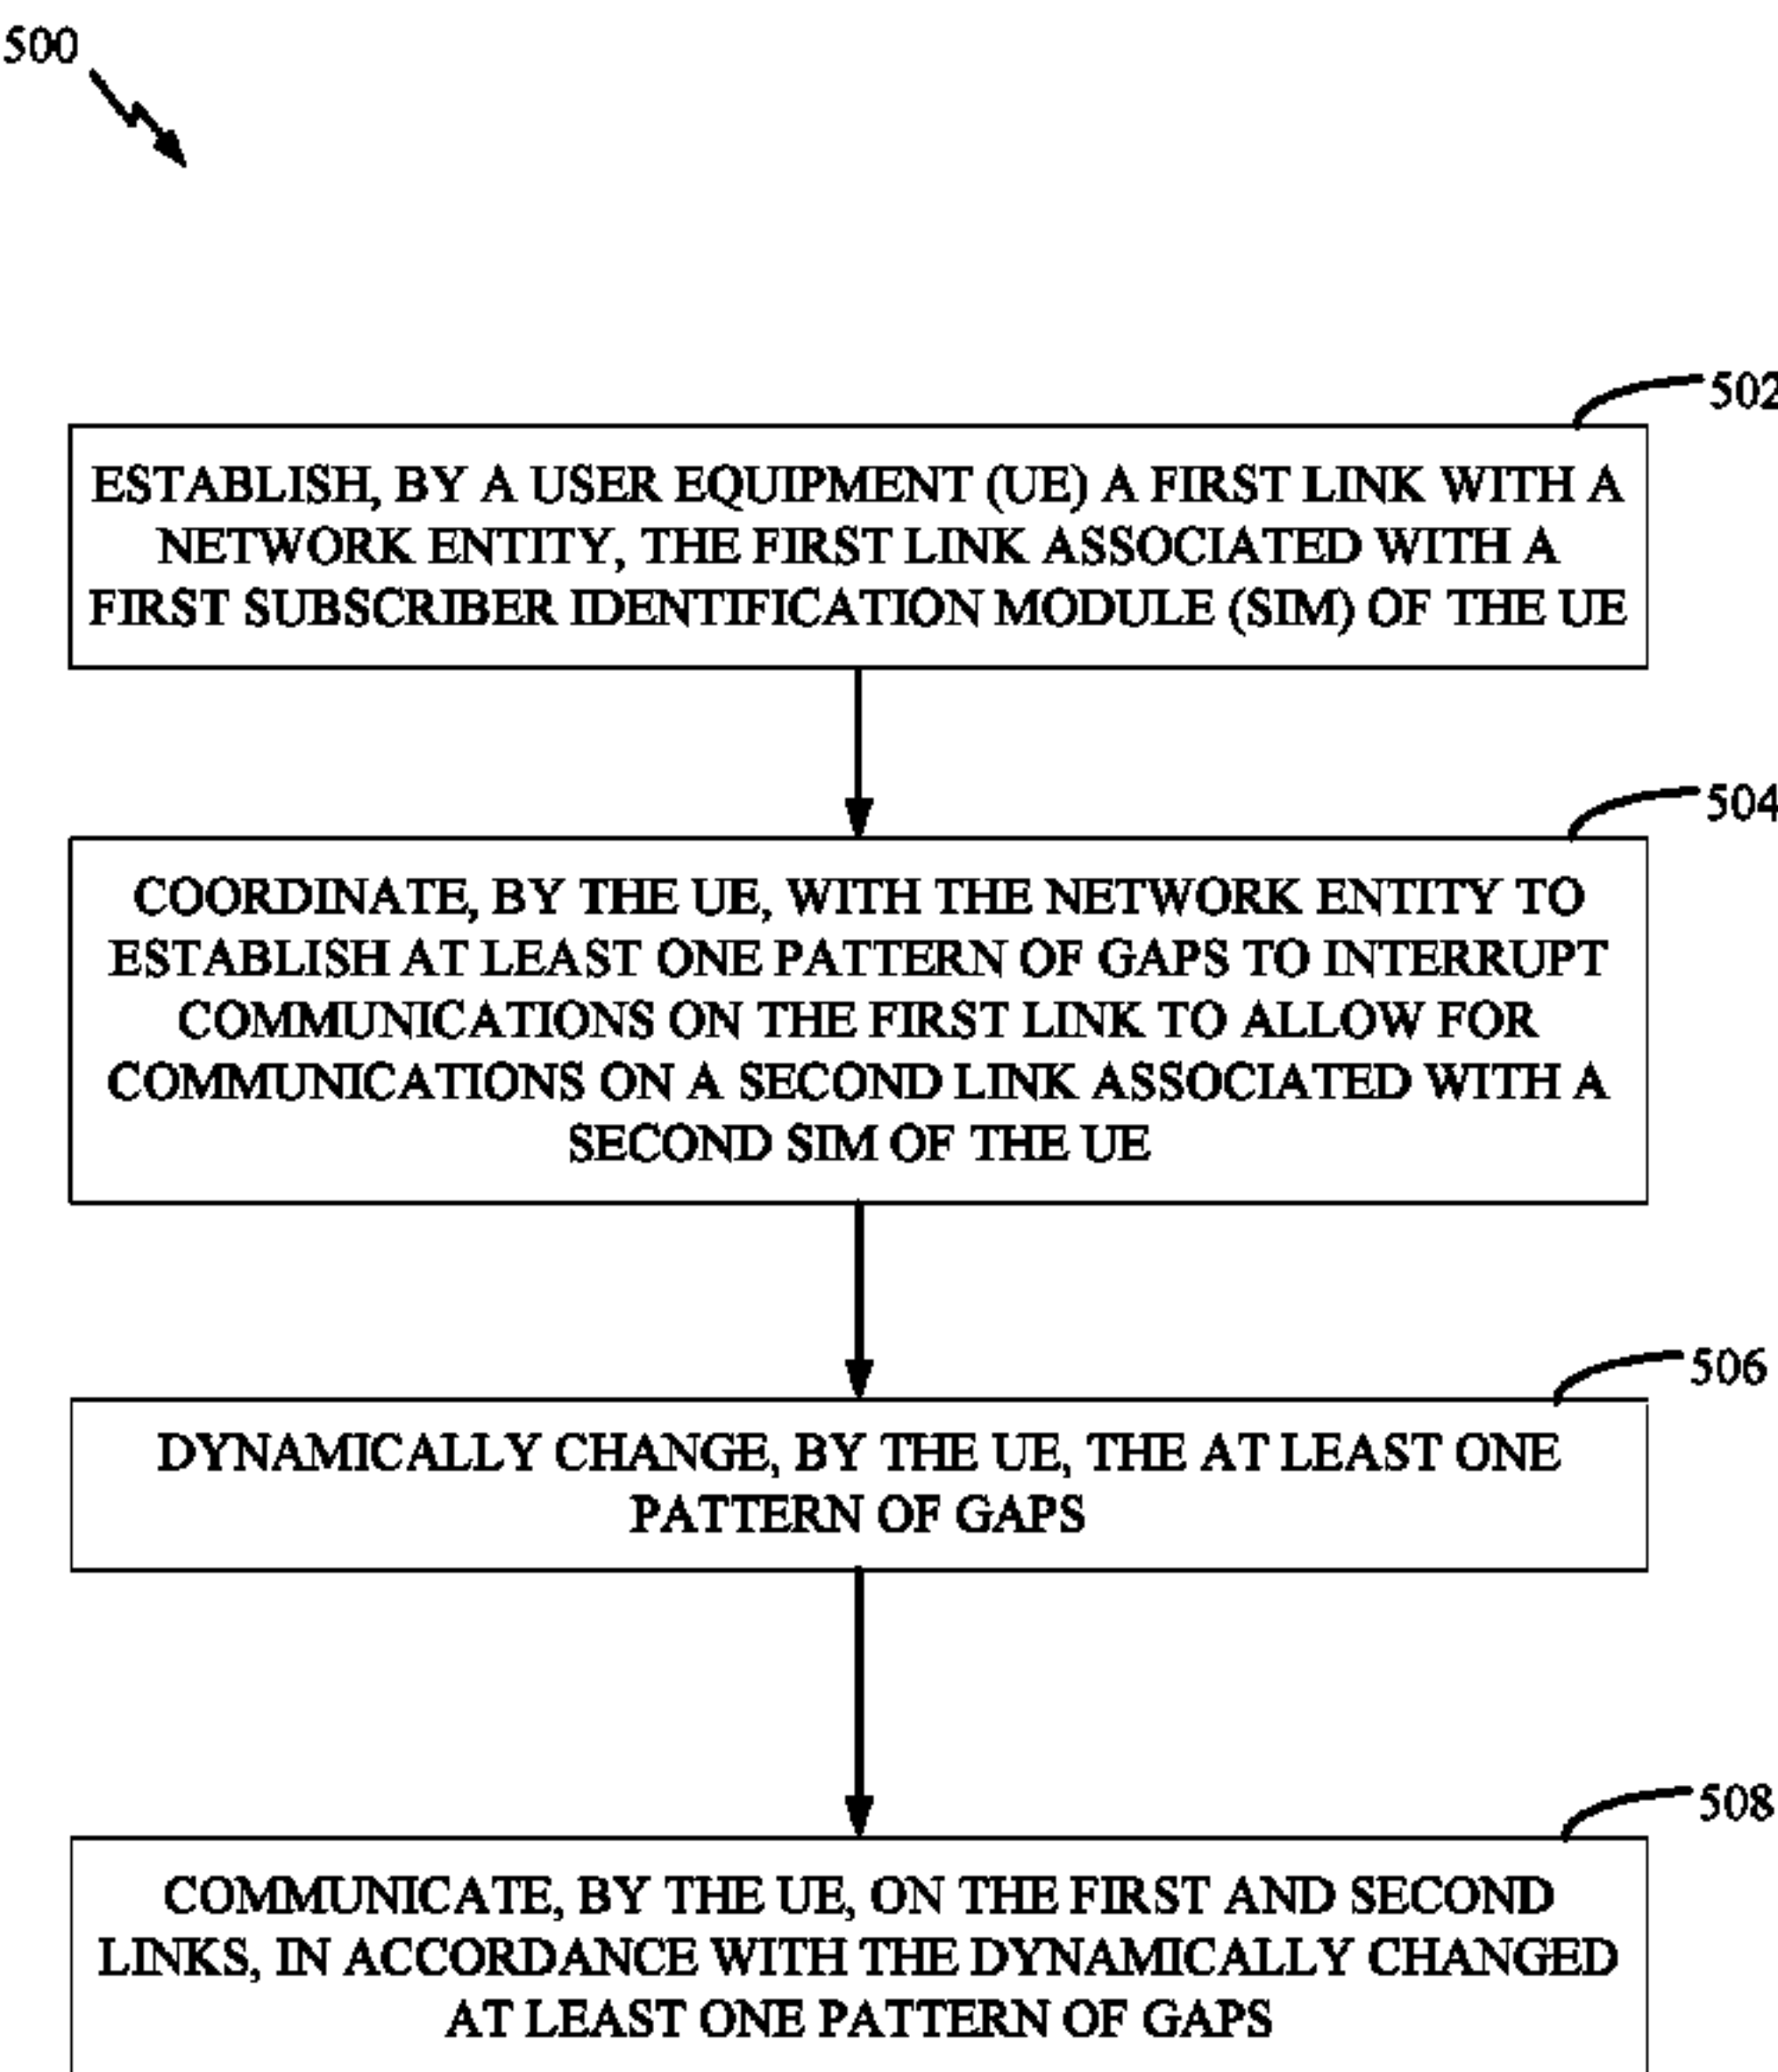 500
502
ESTABLISH, BY A USER EQUIPMENT (UE) A FIRST LINK WITH A
NETWORK ENTITY, THE FIRST LINK ASSOCIATED WITH A
FIRST SUBSCRIBER IDENTIFICATION MODULE (SIM) OF THE UE
504
COORDINATE, BY THE UE, WITH THE NETWORK ENTITY TO
ESTABLISH AT LEAST ONE PATTERN OF GAPS TO INTERRUPT
COMMUNICATIONS ON THE FIRST LINK TO ALLOW FOR
COMMUNICATIONS ON A SECOND LINK ASSOCIATED WITH A
SECOND SIM OF THE UE
506
DYNAMICALLY CHANGE, BY THE UE, THE AT LEAST ONE
PATTERN OF GAPS
508
COMMUNICATE, BY THE UE, ON THE FIRST AND SECOND
LINKS, IN ACCORDANCE WITH THE DYNAMICALLY CHANGED
AT LEAST ONE PATTERN OF GAPS